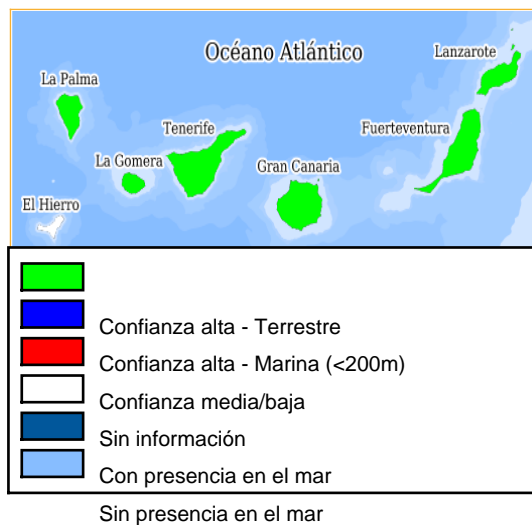 Océano Atlántico
Lanzarote
La Palma
Tenerife
Fuerteventura
La Gomera
Gran Canaria
El Hierro
Confianza alta - Terrestre
Confianza alta - Marina (<200m)
Confianza media/baja
Sin información
Con presencia en el mar
Sin presencia en el mar